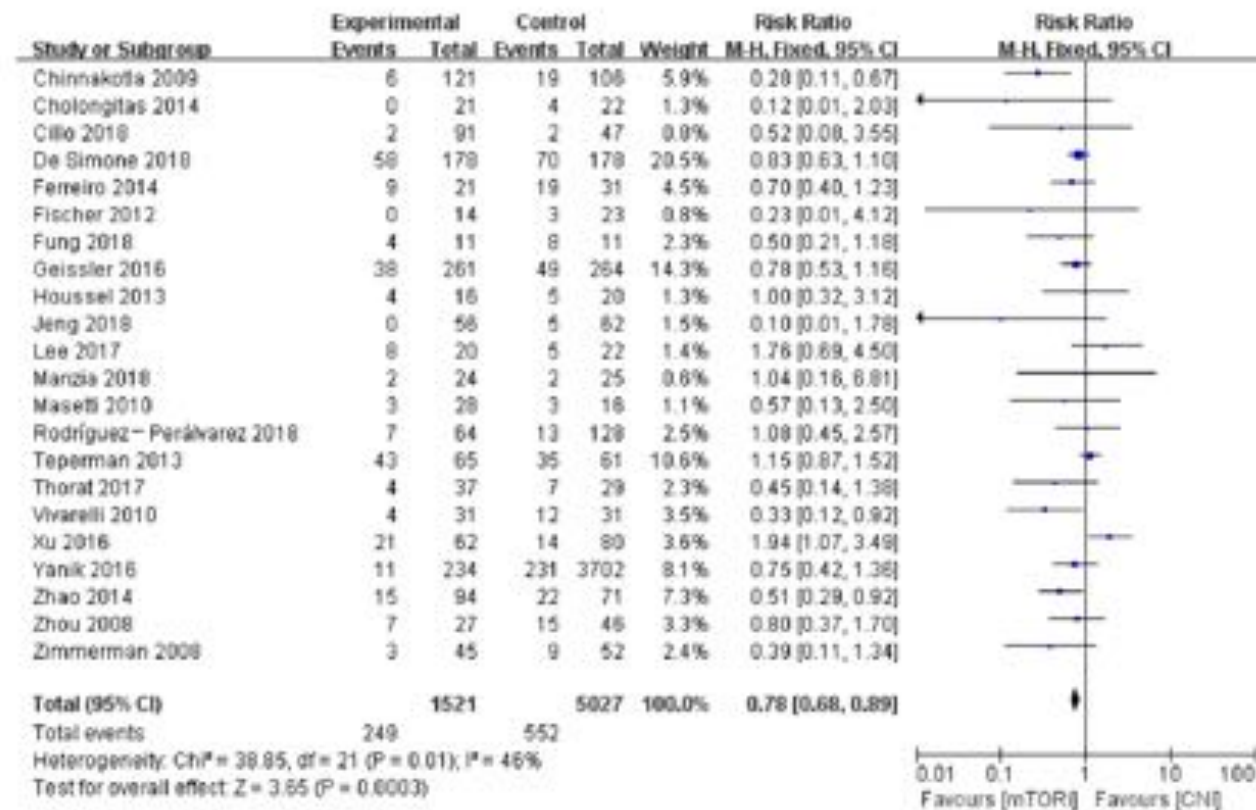 Experimental Control Risk Ratio Risk Ratio
Study or Subgroup Events Total Events Total Weight M-H, Fixed, 95% CI M-H, Fixed, 95% CI
Chinnakotla 2009 6 121 19 106 5.9% 0.28 [0.11, 0.67]
Cholongitas 2014 0 21 4 22 1.3% 0.12 [0.01, 2.03]
Cillo 2018 2 91 2 47 0.8% 0.52 [0.08, 3.55]
De Simone 2018 58 178 70 178 20.5% 0.83 [0.63, 1.10]
Ferreiro 2014 9 21 19 31 4.5% 0.70 [0.40, 1.23]
Fischer 2012 0 14 3 23 0.8% 0.23 [0.01, 4.12]
Fung 2018 4 11 8 11 2.3% 0.50 [0.21, 1.18]
Geissler 2016 38 261 49 264 14.3% 0.78 [0.53, 1.16]
Houssel 2013 4 16 5 20 1.3% 1.00 [0.32, 3.12]
Jeng 2018 0 56 5 62 1.5% 0.10 [0.01, 1.78]
Lee 2017 8 20 5 22 1.4% 1.76 [0.69, 4.50]
Manzia 2018 2 24 2 25 0.6% 1.04 [0.16, 6.81]
Masetti 2010 3 28 3 16 1.1% 0.57 [0.13, 2.50]
Rodríguez-Perálvarez 2018 7 64 13 128 2.5% 1.08 [0.45, 2.57]
Teperman 2013 43 65 35 61 10.6% 1.15 [0.87, 1.52]
Thorat 2017 4 37 7 29 2.3% 0.45 [0.14, 1.38]
Vivarelli 2010 4 31 12 31 3.5% 0.33 [0.12, 0.92]
Xu 2016 21 62 14 80 3.6% 1.94 [1.07, 3.49]
Yanik 2016 11 234 231 3702 8.1% 0.75 [0.42, 1.36]
Zhao 2014 15 94 22 71 7.3% 0.51 [0.29, 0.92]
Zhou 2008 7 27 15 46 3.3% 0.80 [0.37, 1.70]
Zimmerman 2008 3 45 9 52 2.4% 0.39 [0.11, 1.34]
Total (95% CI) 1521 5027 100.0% 0.78 [0.68, 0.89]
Total events 249 552
Heterogeneity: Chi² = 38.85, df = 21 (P = 0.01); I² = 46%
Test for overall effect: Z = 3.65 (P = 0.0003)
0.01 0.1 1 10 100
Favours [mTORi] Favours [CNI]